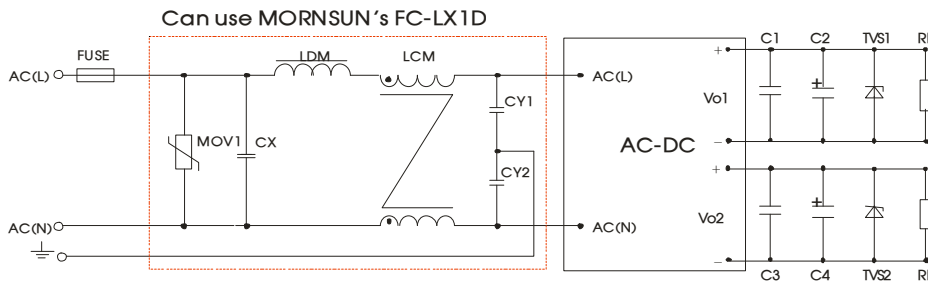 Can use MORNSUN's FC-LX1D
C1 C2 TVS1
FUSE LDM LCM
AC(L) AC(L)
CY1
Vo1
MOV1 CX
AC-DC
CY2
Vo2
AC(N) AC(N)
C3 C4 TVS2
+
+
−
+
+
−